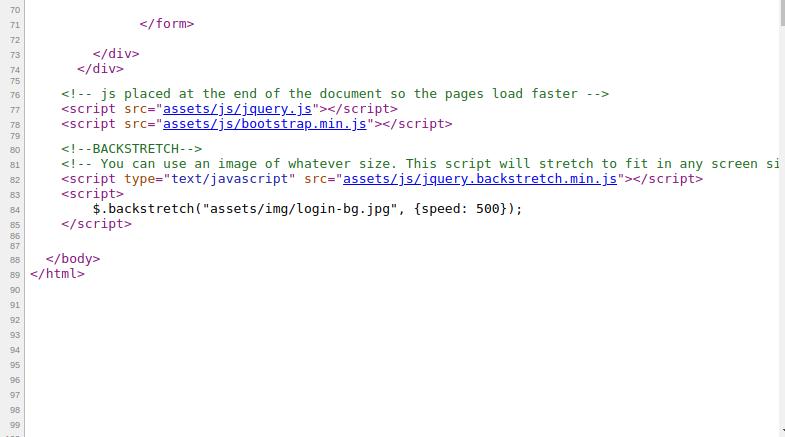 70
71 </form>
72
73 </div>
74 </div>
75
76 <!-- js placed at the end of the document so the pages load faster -->
77 <script src="assets/js/jquery.js"></script>
78 <script src="assets/js/bootstrap.min.js"></script>
79
80 <!--BACKSTRETCH-->
81 <!-- You can use an image of whatever size. This script will stretch to fit in any screen si
82 <script type="text/javascript" src="assets/js/jquery.backstretch.min.js"></script>
83 <script>
84 $.backstretch("assets/img/login-bg.jpg", {speed: 500});
85 </script>
86
87
88 </body>
89 </html>
90
91
92
93
94
95
96
97
98
99